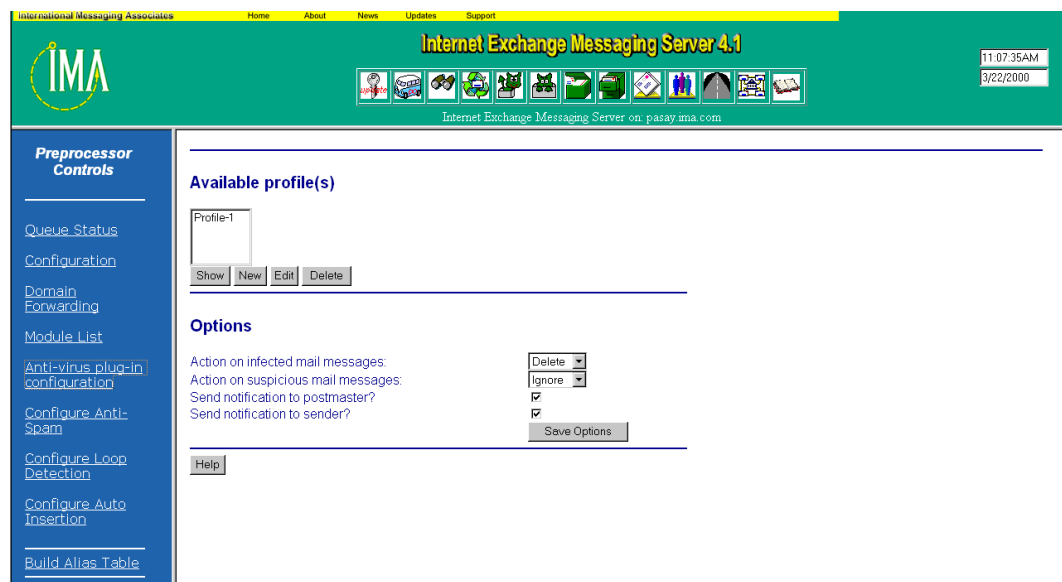 International Messaging Associates
Home About News Updates Support
IMA
Internet Exchange Messaging Server 4.1
update
Internet Exchange Messaging Server on: pasay.ima.com
11:07:35AM
3/22/2000
Preprocessor
Controls
Queue Status
Configuration
Domain
Forwarding
Module List
Anti-virus plug-in
configuration
Configure Anti-
Spam
Configure Loop
Detection
Configure Auto
Insertion
Build Alias Table
Available profile(s)
Profile-1
Show New Edit Delete
Options
Action on infected mail messages: Delete
Action on suspicious mail messages: Ignore
Send notification to postmaster?
Send notification to sender?
Save Options
Help